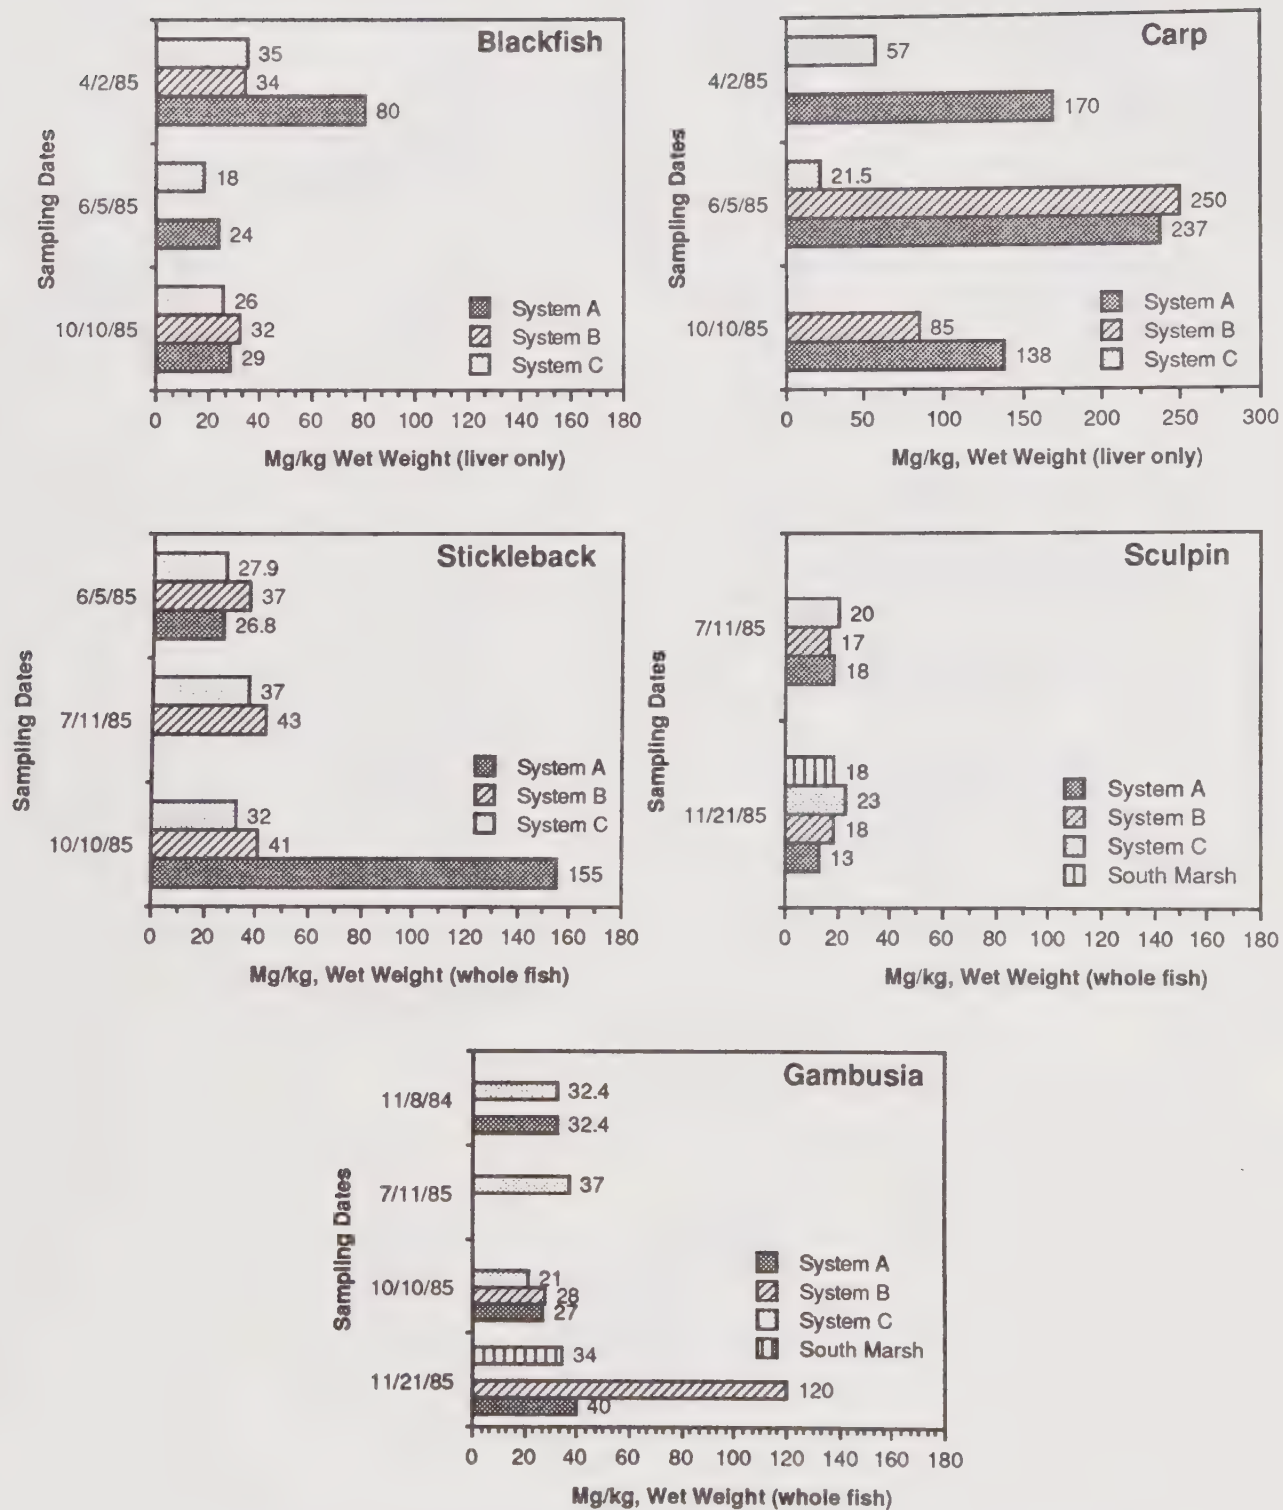 Blackfish
Sampling Dates
4/2/85
35
34
80
6/5/85
18
24
10/10/85
26
32
29
System A
System B
System C
0 20 40 60 80 100 120 140 160 180
Mg/kg Wet Weight (liver only)
Carp
Sampling Dates
4/2/85
57
170
6/5/85
21.5
250
237
10/10/85
85
138
System A
System B
System C
0 50 100 150 200 250 300
Mg/kg, Wet Weight (liver only)
Stickleback
Sampling Dates
6/5/85
27.9
37
26.8
7/11/85
37
43
10/10/85
32
41
155
System A
System B
System C
0 20 40 60 80 100 120 140 160 180
Mg/kg, Wet Weight (whole fish)
Sculpin
Sampling Dates
7/11/85
20
17
18
11/21/85
18
23
18
13
System A
System B
System C
South Marsh
0 20 40 60 80 100 120 140 160 180
Mg/kg, Wet Weight (whole fish)
Gambusia
Sampling Dates
11/8/84
32.4
32.4
7/11/85
37
10/10/85
21
28
27
11/21/85
34
120
40
System A
System B
System C
South Marsh
0 20 40 60 80 100 120 140 160 180
Mg/kg, Wet Weight (whole fish)